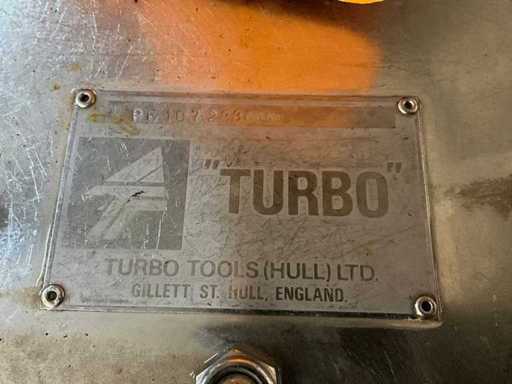 "TURBO"
TURBO TOOLS (HULL) LTD.
GILLETT ST. HULL, ENGLAND.